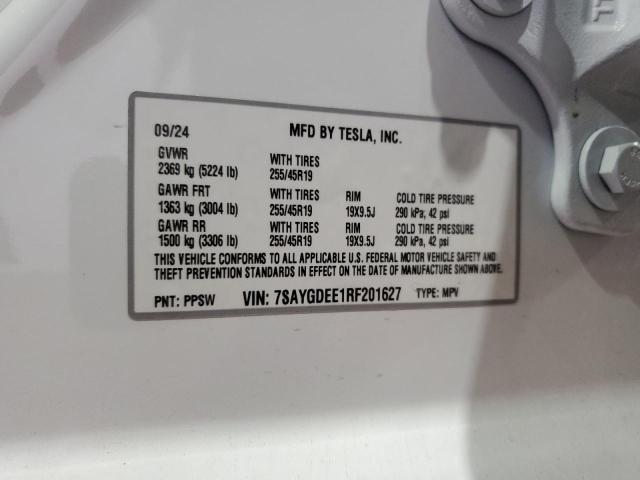 09/24 MFD BY TESLA, INC.
GVWR WITH TIRES
2369 kg (5224 lb) 255/45R19
GAWR FRT WITH TIRES RIM COLD TIRE PRESSURE
1363 kg (3004 lb) 255/45R19 19X9.5J 290 kPa, 42 psi
GAWR RR WITH TIRES RIM COLD TIRE PRESSURE
1500 kg (3306 lb) 255/45R19 19X9.5J 290 kPa, 42 psi
THIS VEHICLE CONFORMS TO ALL APPLICABLE U.S. FEDERAL MOTOR VEHICLE SAFETY AND
THEFT PREVENTION STANDARDS IN EFFECT ON THE DATE OF MANUFACTURE SHOWN ABOVE.
PNT: PPSW VIN: 7SAYGDEE1RF201627 TYPE: MPV